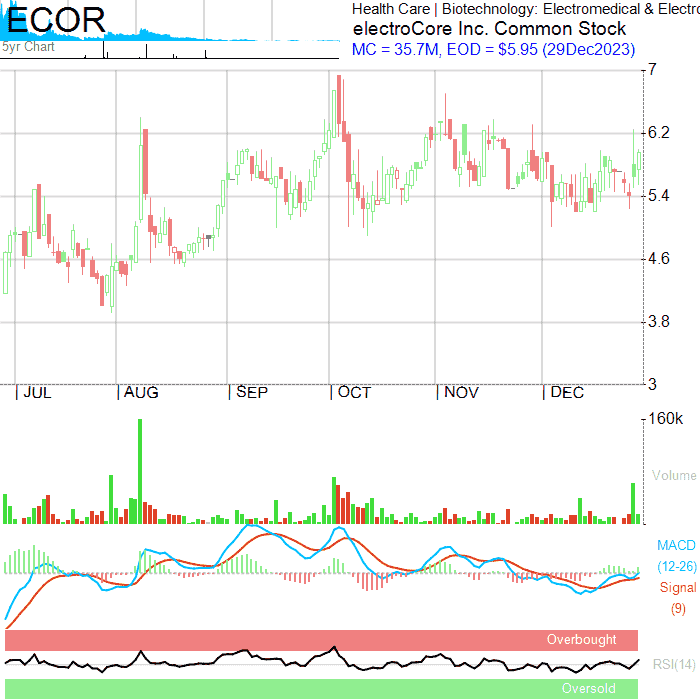 ECOR
5yr Chart
Health Care | Biotechnology: Electromedical & Electro
electroCore Inc. Common Stock
MC = 35.7M, EOD = $5.95 (29Dec2023)
7
6.2
5.4
4.6
3.8
3
JUL AUG SEP OCT NOV DEC
160k
Volume
MACD
(12-26)
Signal
(9)
Overbought
RSI(14)
Oversold